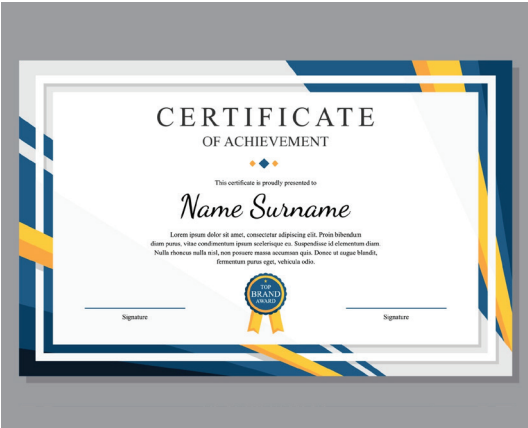 CERTIFICATE
OF ACHIEVEMENT
This certificate is proudly presented to
Name Surname
Lorem ipsum dolor sit amet, consectetur adipiscing elit. Proin bibendum
diam purus, vitae condimentum ipsum scelerisque eu. Suspendisse id elementum diam.
Nulla rhoncus nulla nisl, non posuere massa accumsan quis. Donec ut augue blandit,
fermentum purus eget, vehicula odio.
TOP
BRAND
AWARD
Signature
Signature